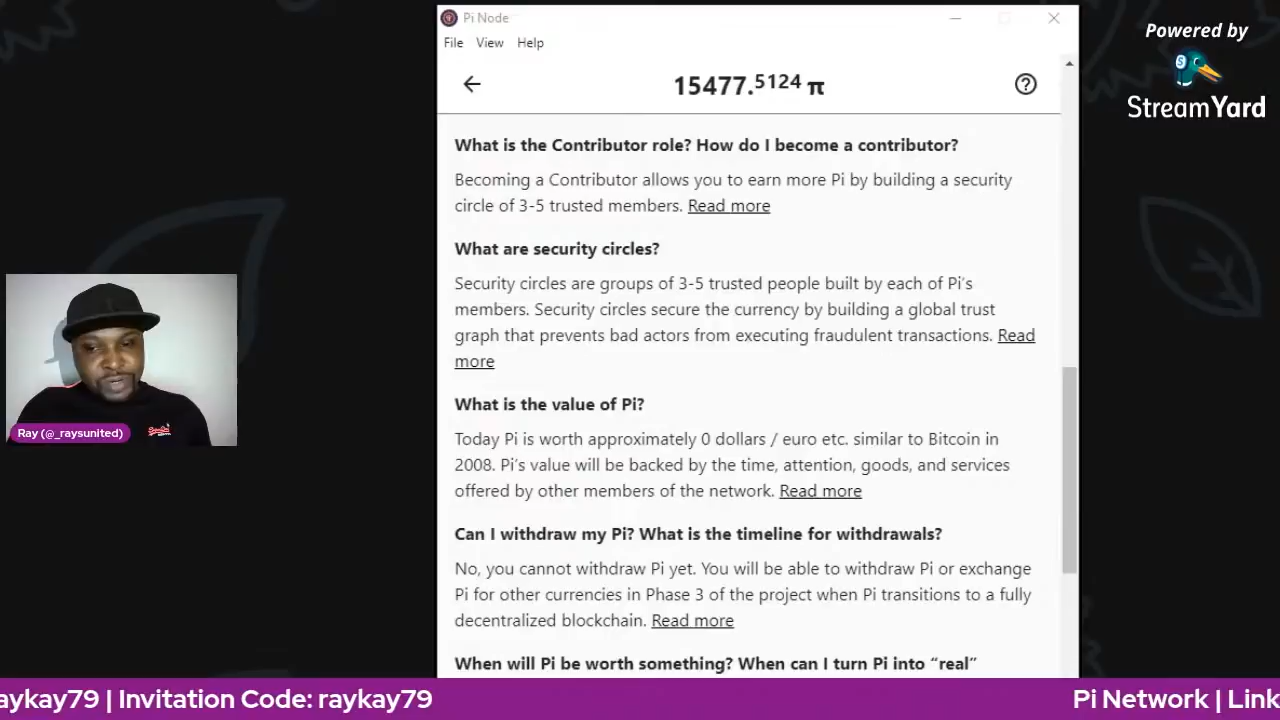 Pi Node
File View Help
15477.5124 π
What is the Contributor role? How do I become a contributor?
Becoming a Contributor allows you to earn more Pi by building a security
circle of 3-5 trusted members. Read more
What are security circles?
Security circles are groups of 3-5 trusted people built by each of Pi’s
members. Security circles secure the currency by building a global trust
graph that prevents bad actors from executing fraudulent transactions. Read
more
What is the value of Pi?
Today Pi is worth approximately 0 dollars / euro etc. similar to Bitcoin in
2008. Pi’s value will be backed by the time, attention, goods, and services
offered by other members of the network. Read more
Can I withdraw my Pi? What is the timeline for withdrawals?
No, you cannot withdraw Pi yet. You will be able to withdraw Pi or exchange
Pi for other currencies in Phase 3 of the project when Pi transitions to a fully
decentralized blockchain. Read more
When will Pi be worth something? When can I turn Pi into “real”
Powered by
StreamYard
Ray (@_raysunited)
aykay79 | Invitation Code: raykay79
Pi Network | Link